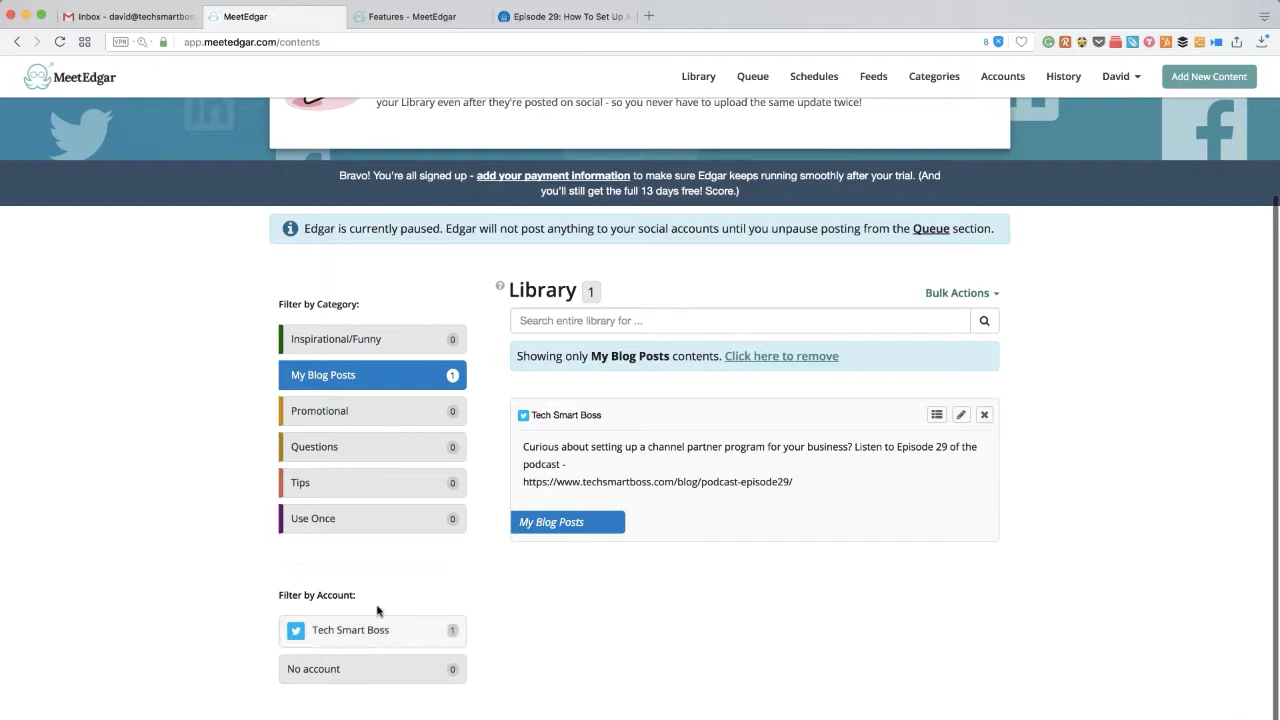 Inbox - david@techsmartbos
MeetEdgar
Features - MeetEdgar
Episode 29: How To Set Up A
VPN
app.meetedgar.com/contents
8
MeetEdgar
Library
Queue
Schedules
Feeds
Categories
Accounts
History
David
Add New Content
your Library even after they're posted on social - so you never have to upload the same update twice!
Bravo! You're all signed up - add your payment information to make sure Edgar keeps running smoothly after your trial. (And
you'll still get the full 13 days free! Score.)
Edgar is currently paused. Edgar will not post anything to your social accounts until you unpause posting from the Queue section.
Filter by Category:
Inspirational/Funny 0
My Blog Posts 1
Promotional 0
Questions 0
Tips 0
Use Once 0
Filter by Account:
Tech Smart Boss 1
No account 0
? Library 1
Bulk Actions
Search entire library for ...
Showing only My Blog Posts contents. Click here to remove
Tech Smart Boss
Curious about setting up a channel partner program for your business? Listen to Episode 29 of the
podcast -
https://www.techsmartboss.com/blog/podcast-episode29/
My Blog Posts